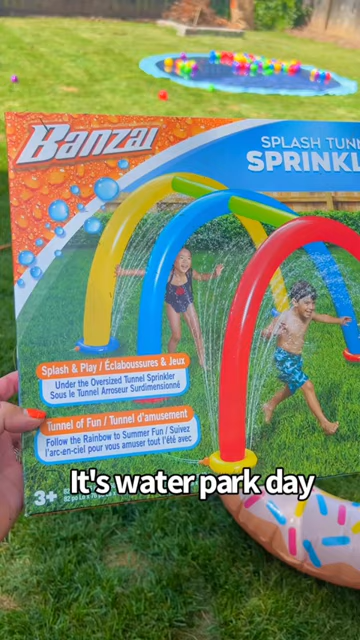 BANZAI
SPLASH TUNN
SPRINKL
Splash & Play / Éclaboussures & Jeux
Under the Oversized Tunnel Sprinkler
Sous le Tunnel Arroseur Surdimensionné
Tunnel of Fun / Tunnel d'amusement
Follow the Rainbow to Summer Fun / Suivez
l'arc-en-ciel pour vous amuser tout l'été avec
It's water park day
3+